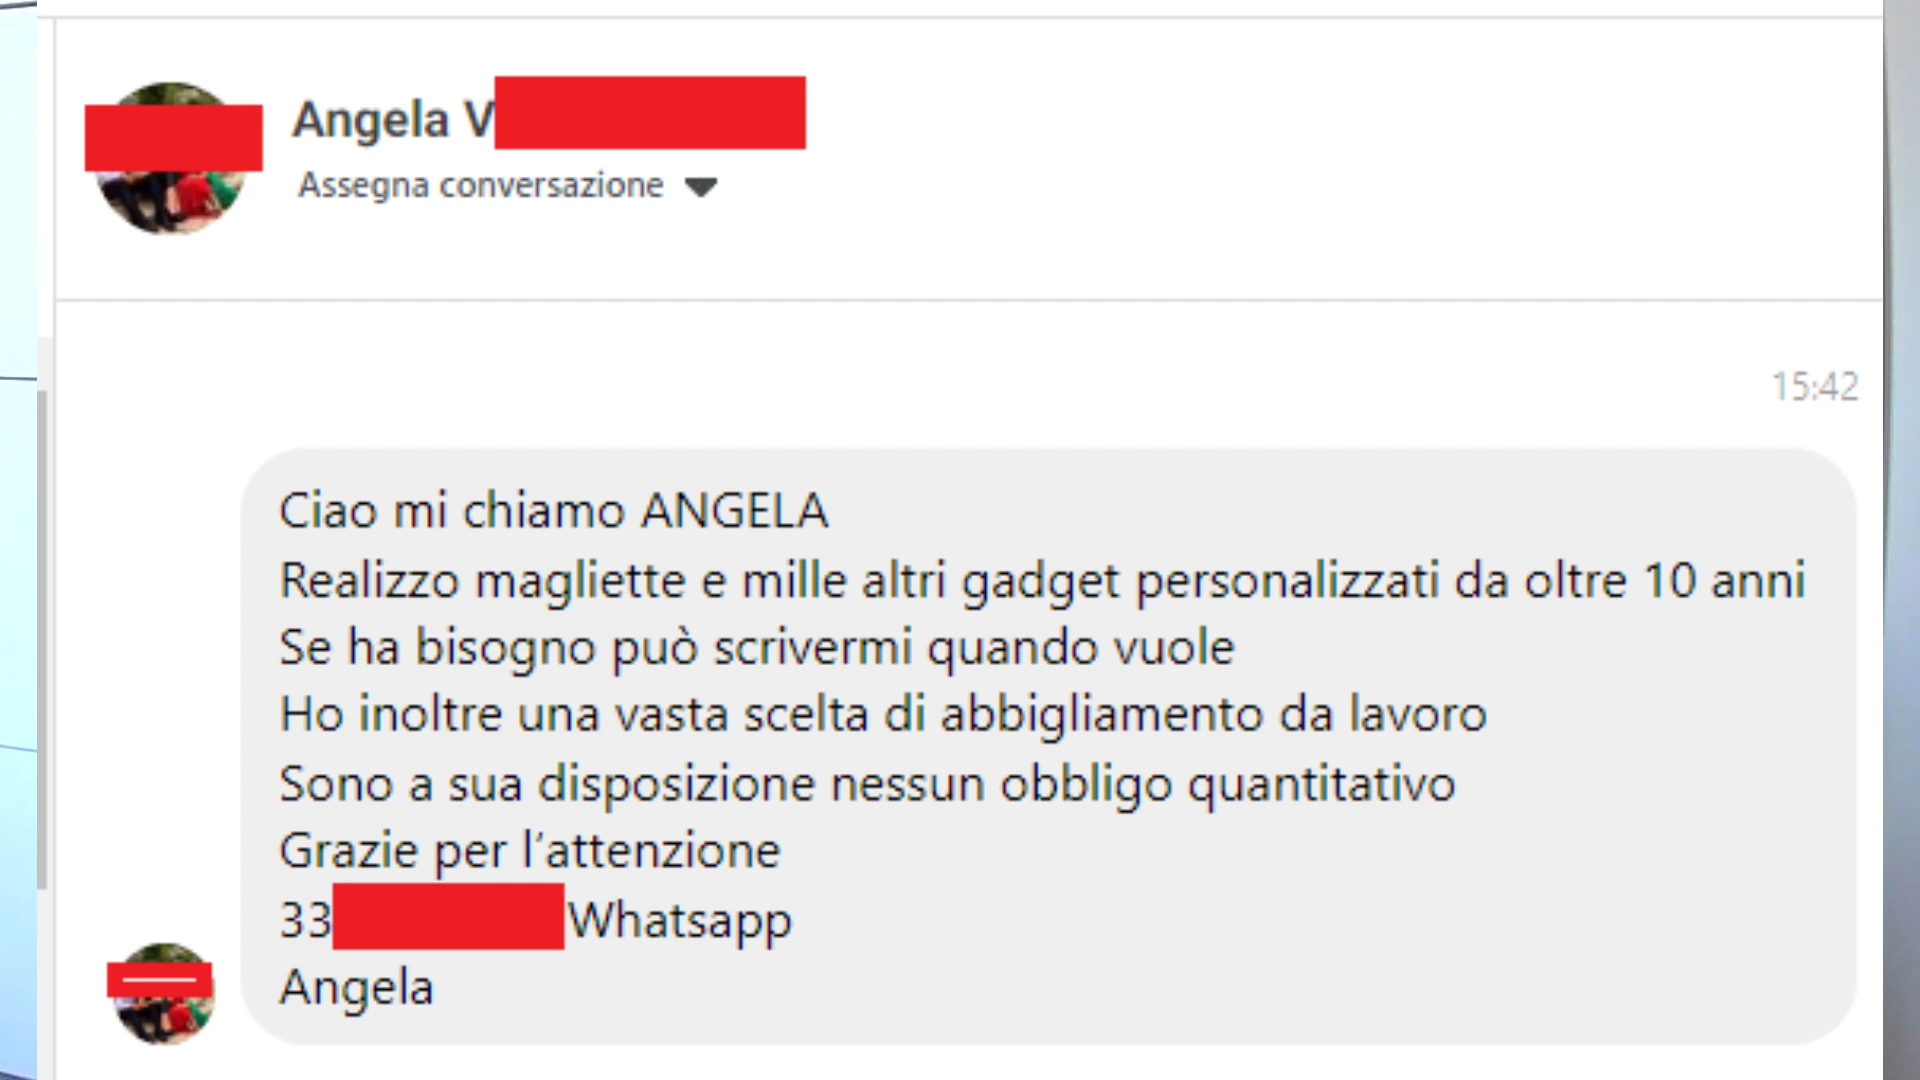 Angela V
Assegna conversazione
15:42
Ciao mi chiamo ANGELA
Realizzo magliette e mille altri gadget personalizzati da oltre 10 anni
Se ha bisogno può scrivermi quando vuole
Ho inoltre una vasta scelta di abbigliamento da lavoro
Sono a sua disposizione nessun obbligo quantitativo
Grazie per l'attenzione
33 Whatsapp
Angela